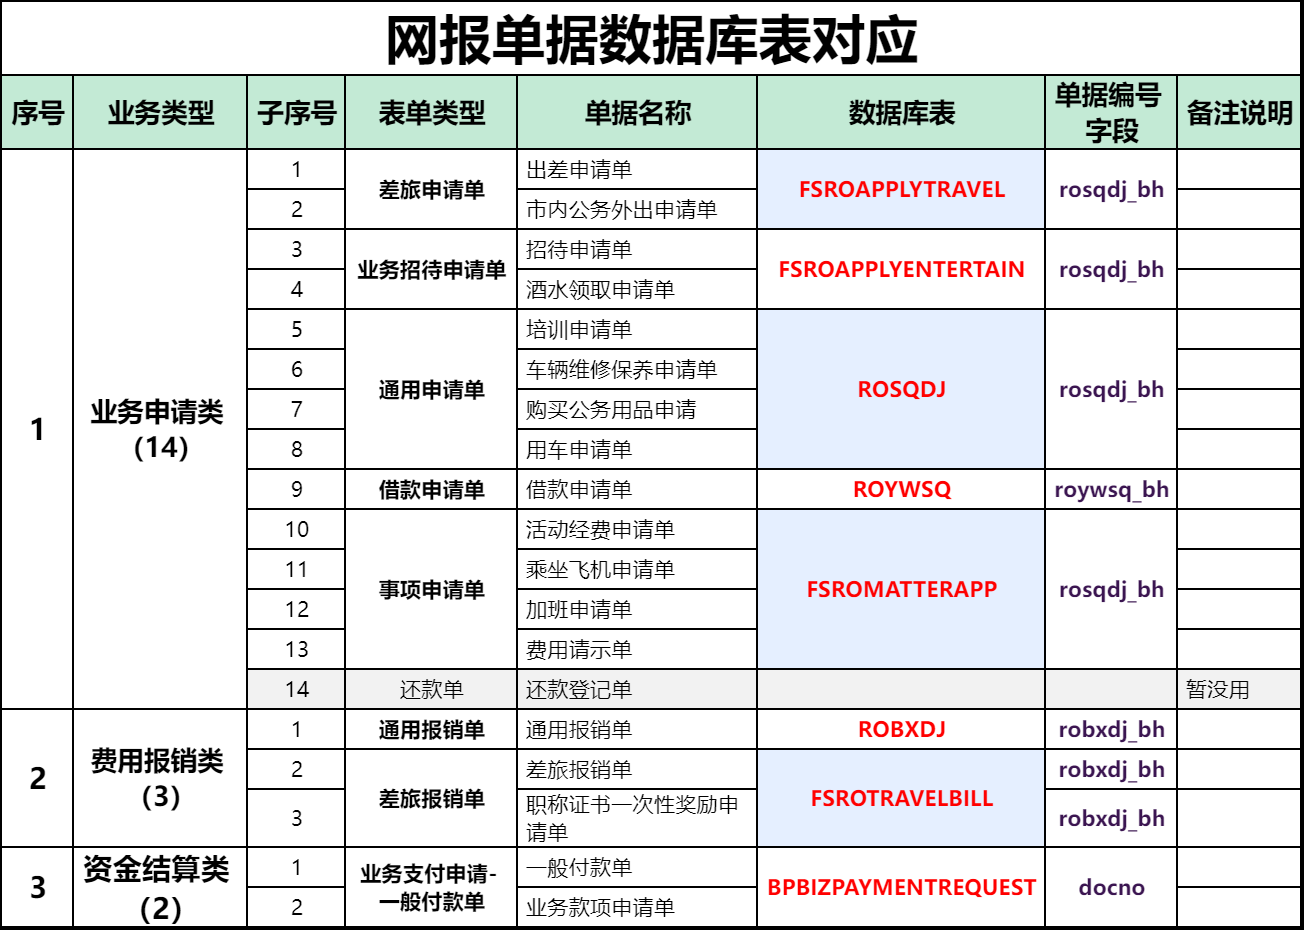 网报单据数据库表对应
序号 业务类型 子序号 表单类型 单据名称 数据库表 单据编号 备注说明
字段
1 业务申请类
（14）
1 差旅申请单 出差申请单 FSROAPPLYTRAVEL rosqdj_bh
2 市内公务外出申请单
3 业务招待申请单 招待申请单 FSROAPPLYENTERTAIN rosqdj_bh
4 酒水领取申请单
5 通用申请单 培训申请单 ROSQDJ rosqdj_bh
6 车辆维修保养申请单
7 购买公务用品申请
8 用车申请单
9 借款申请单 借款申请单 ROYWSQ roywsq_bh
10 事项申请单 活动经费申请单 FSROMATTERAPP rosqdj_bh
11 乘坐飞机申请单
12 加班申请单
13 费用请示单
14 还款单 还款登记单 暂没用
2 费用报销类
（3）
1 通用报销单 通用报销单 ROBXDJ robxdj_bh
2 差旅报销单 差旅报销单 FSROTRAVELBILL robxdj_bh
3 职称证书一次性奖励申 robxdj_bh
请单
3 资金结算类
（2）
1 业务支付申请- 一般付款单 BPBIZPAYMENTREQUEST docno
一般付款单
2 业务款项申请单